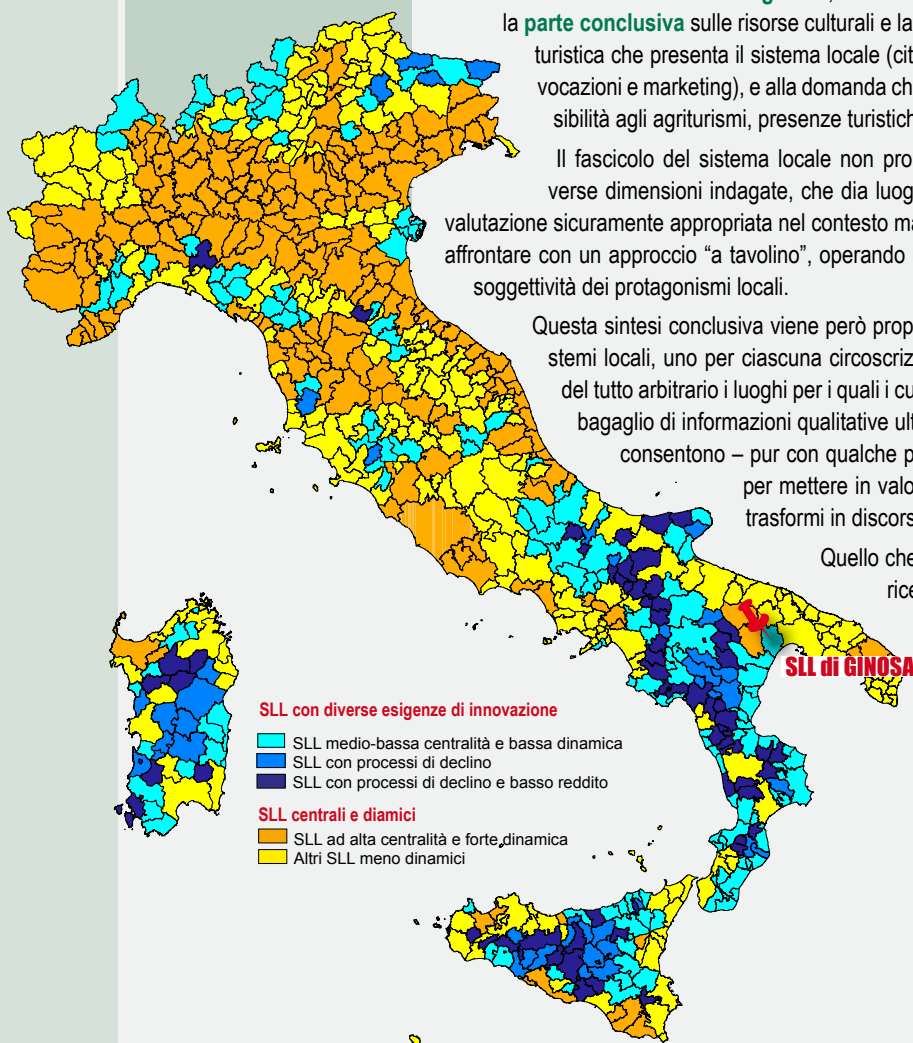 la parte conclusiva sulle risorse culturali e la
turistica che presenta il sistema locale (cit
vocazioni e marketing), e alla domanda ch
sibilità agli agriturismi, presenze turistich
Il fascicolo del sistema locale non pro
verse dimensioni indagate, che dia luog
valutazione sicuramente appropriata nel contesto ma
affrontare con un approccio “a tavolino”, operando
soggettività dei protagonismi locali.
Questa sintesi conclusiva viene però prop
stemi locali, uno per ciascuna circoscriz
del tutto arbitrario i luoghi per i quali i cu
bagaglio di informazioni qualitative ult
consentono – pur con qualche p
per mettere in valo
trasformi in discors
Quello che
rice
SLL di GINOSA
SLL con diverse esigenze di innovazione
SLL medio-bassa centralità e bassa dinamica
SLL con processi di declino
SLL con processi di declino e basso reddito
SLL centrali e diamici
SLL ad alta centralità e forte dinamica
Altri SLL meno dinamici